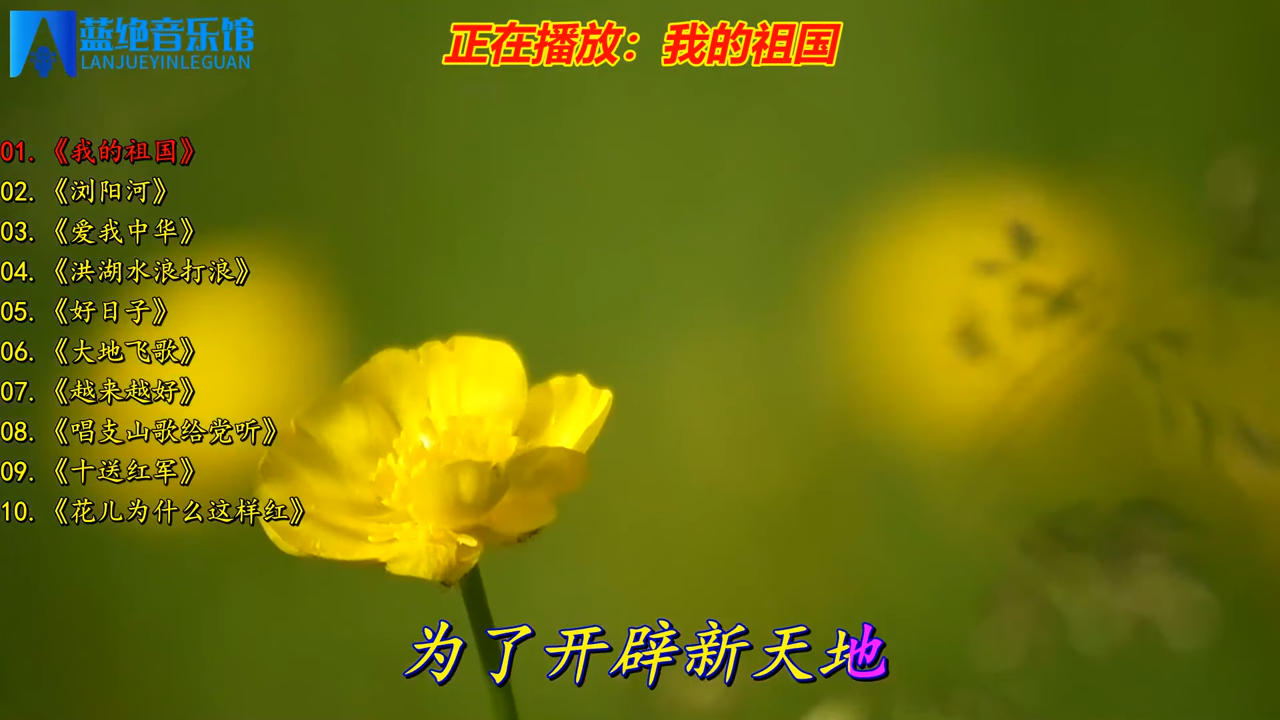 蓝绝音乐馆
LANJUEYINLEGUAN
正在播放：我的祖国
01.《我的祖国》
02.《浏阳河》
03.《爱我中华》
04.《洪湖水浪打浪》
05.《好日子》
06.《大地飞歌》
07.《越来越好》
08.《唱支山歌给党听》
09.《十送红军》
10.《花儿为什么这样红》
为了开辟新天地